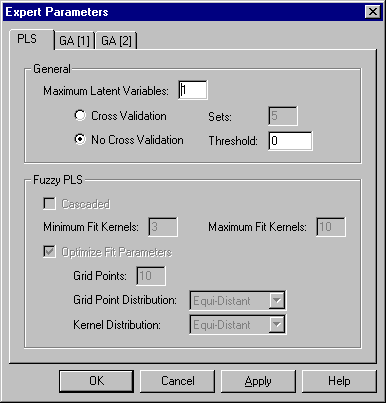 Expert Parameters
PLS GA [1] GA [2]
General
Maximum Latent Variables: 1
Cross Validation Sets: 5
No Cross Validation Threshold: 0
Fuzzy PLS
Cascaded
Minimum Fit Kernels: 3 Maximum Fit Kernels: 10
Optimize Fit Parameters
Grid Points: 10
Grid Point Distribution: Equi-Distant
Kernel Distribution: Equi-Distant
OK Cancel Apply Help